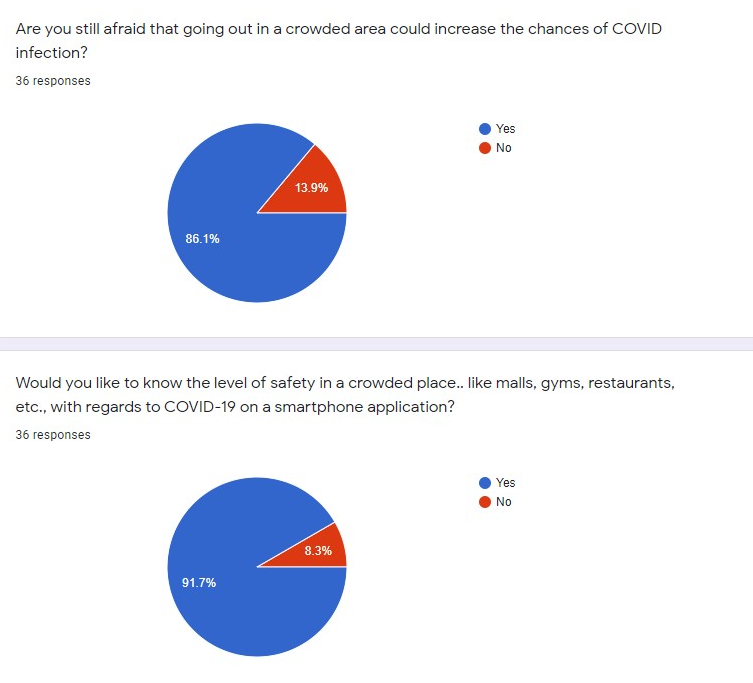 Are you still afraid that going out in a crowded area could increase the chances of COVID
infection?
36 responses
Yes
No
13.9%
86.1%
Would you like to know the level of safety in a crowded place.. like malls, gyms, restaurants,
etc., with regards to COVID-19 on a smartphone application?
36 responses
Yes
No
8.3%
91.7%